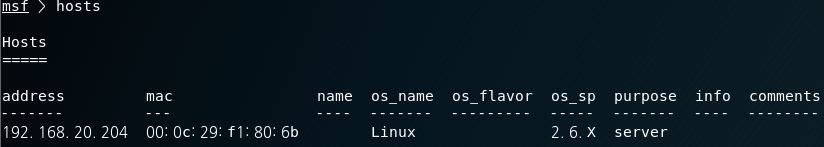 msf > hosts
Hosts
=====
address mac name os_name os_flavor os_sp purpose info comments
------- --- ---- ------- --------- ----- ------- ---- --------
192.168.20.204 00:0c:29:f1:80:6b Linux 2.6.X server